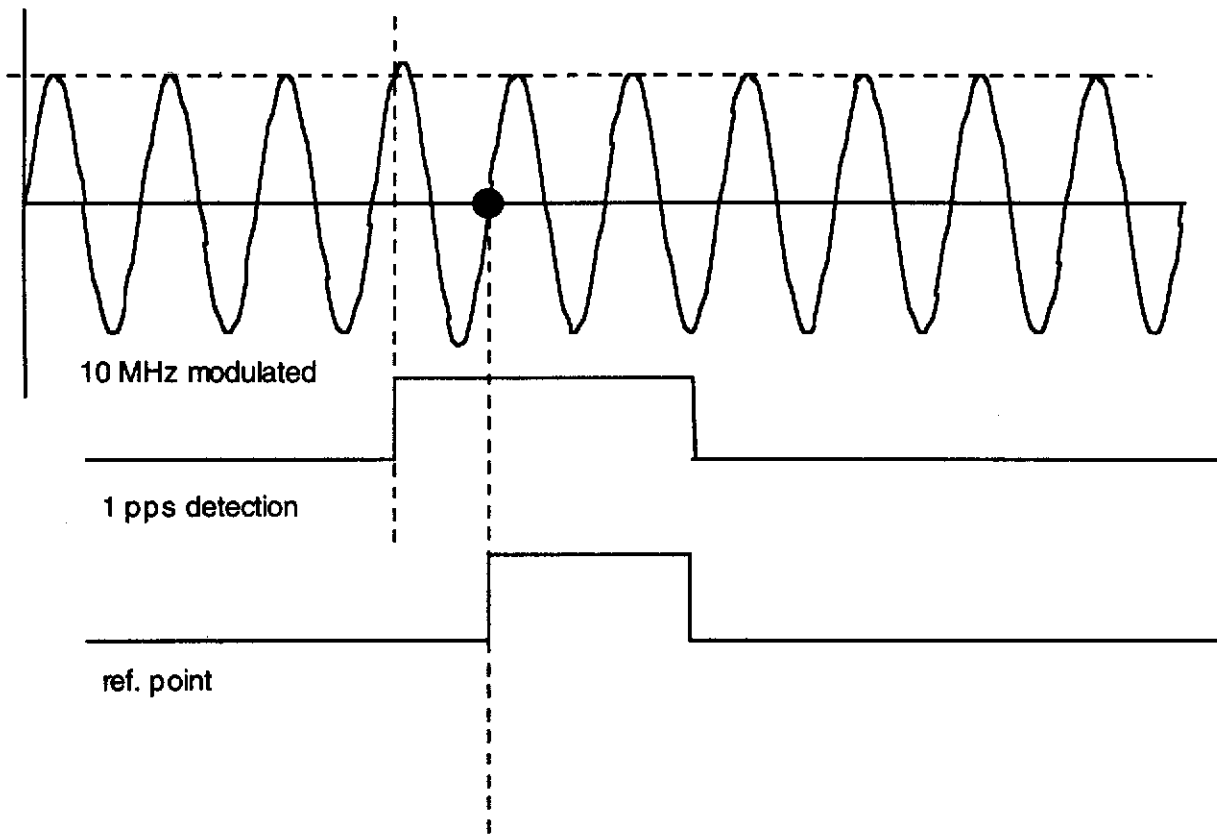 10 MHz modulated
1 pps detection
ref. point